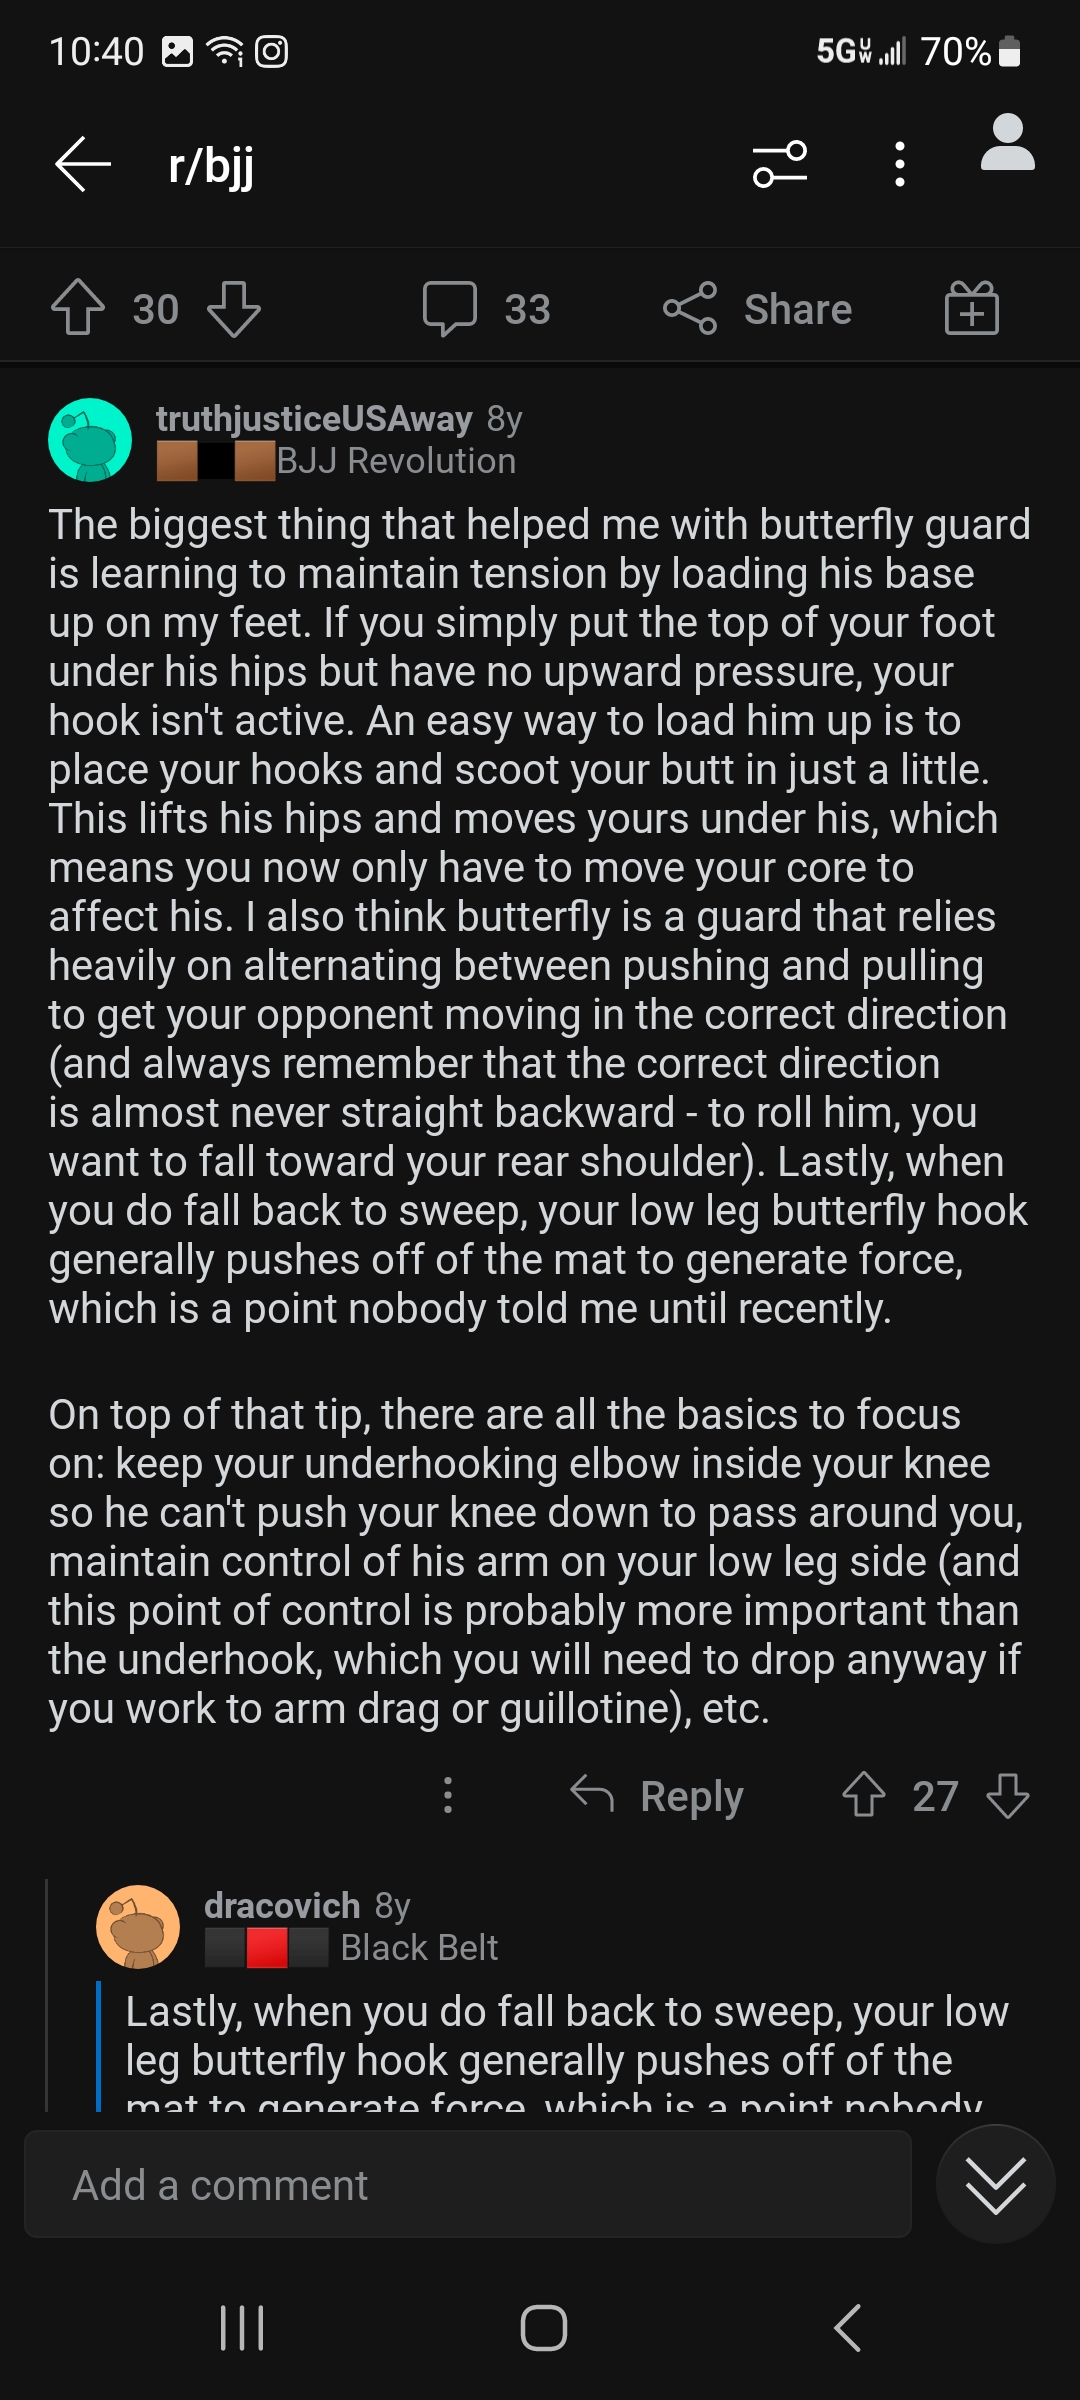 10:40 5G UW 70%
r/bjj
30 33 Share
truthjusticeUSAway 8y
BJJ Revolution
The biggest thing that helped me with butterfly guard
is learning to maintain tension by loading his base
up on my feet. If you simply put the top of your foot
under his hips but have no upward pressure, your
hook isn't active. An easy way to load him up is to
place your hooks and scoot your butt in just a little.
This lifts his hips and moves yours under his, which
means you now only have to move your core to
affect his. I also think butterfly is a guard that relies
heavily on alternating between pushing and pulling
to get your opponent moving in the correct direction
(and always remember that the correct direction
is almost never straight backward - to roll him, you
want to fall toward your rear shoulder). Lastly, when
you do fall back to sweep, your low leg butterfly hook
generally pushes off of the mat to generate force,
which is a point nobody told me until recently.
On top of that tip, there are all the basics to focus
on: keep your underhooking elbow inside your knee
so he can't push your knee down to pass around you,
maintain control of his arm on your low leg side (and
this point of control is probably more important than
the underhook, which you will need to drop anyway if
you work to arm drag or guillotine), etc.
Reply 27
dracovich 8y
Black Belt
Lastly, when you do fall back to sweep, your low
leg butterfly hook generally pushes off of the
mat to generate force, which is a point nobody
Add a comment